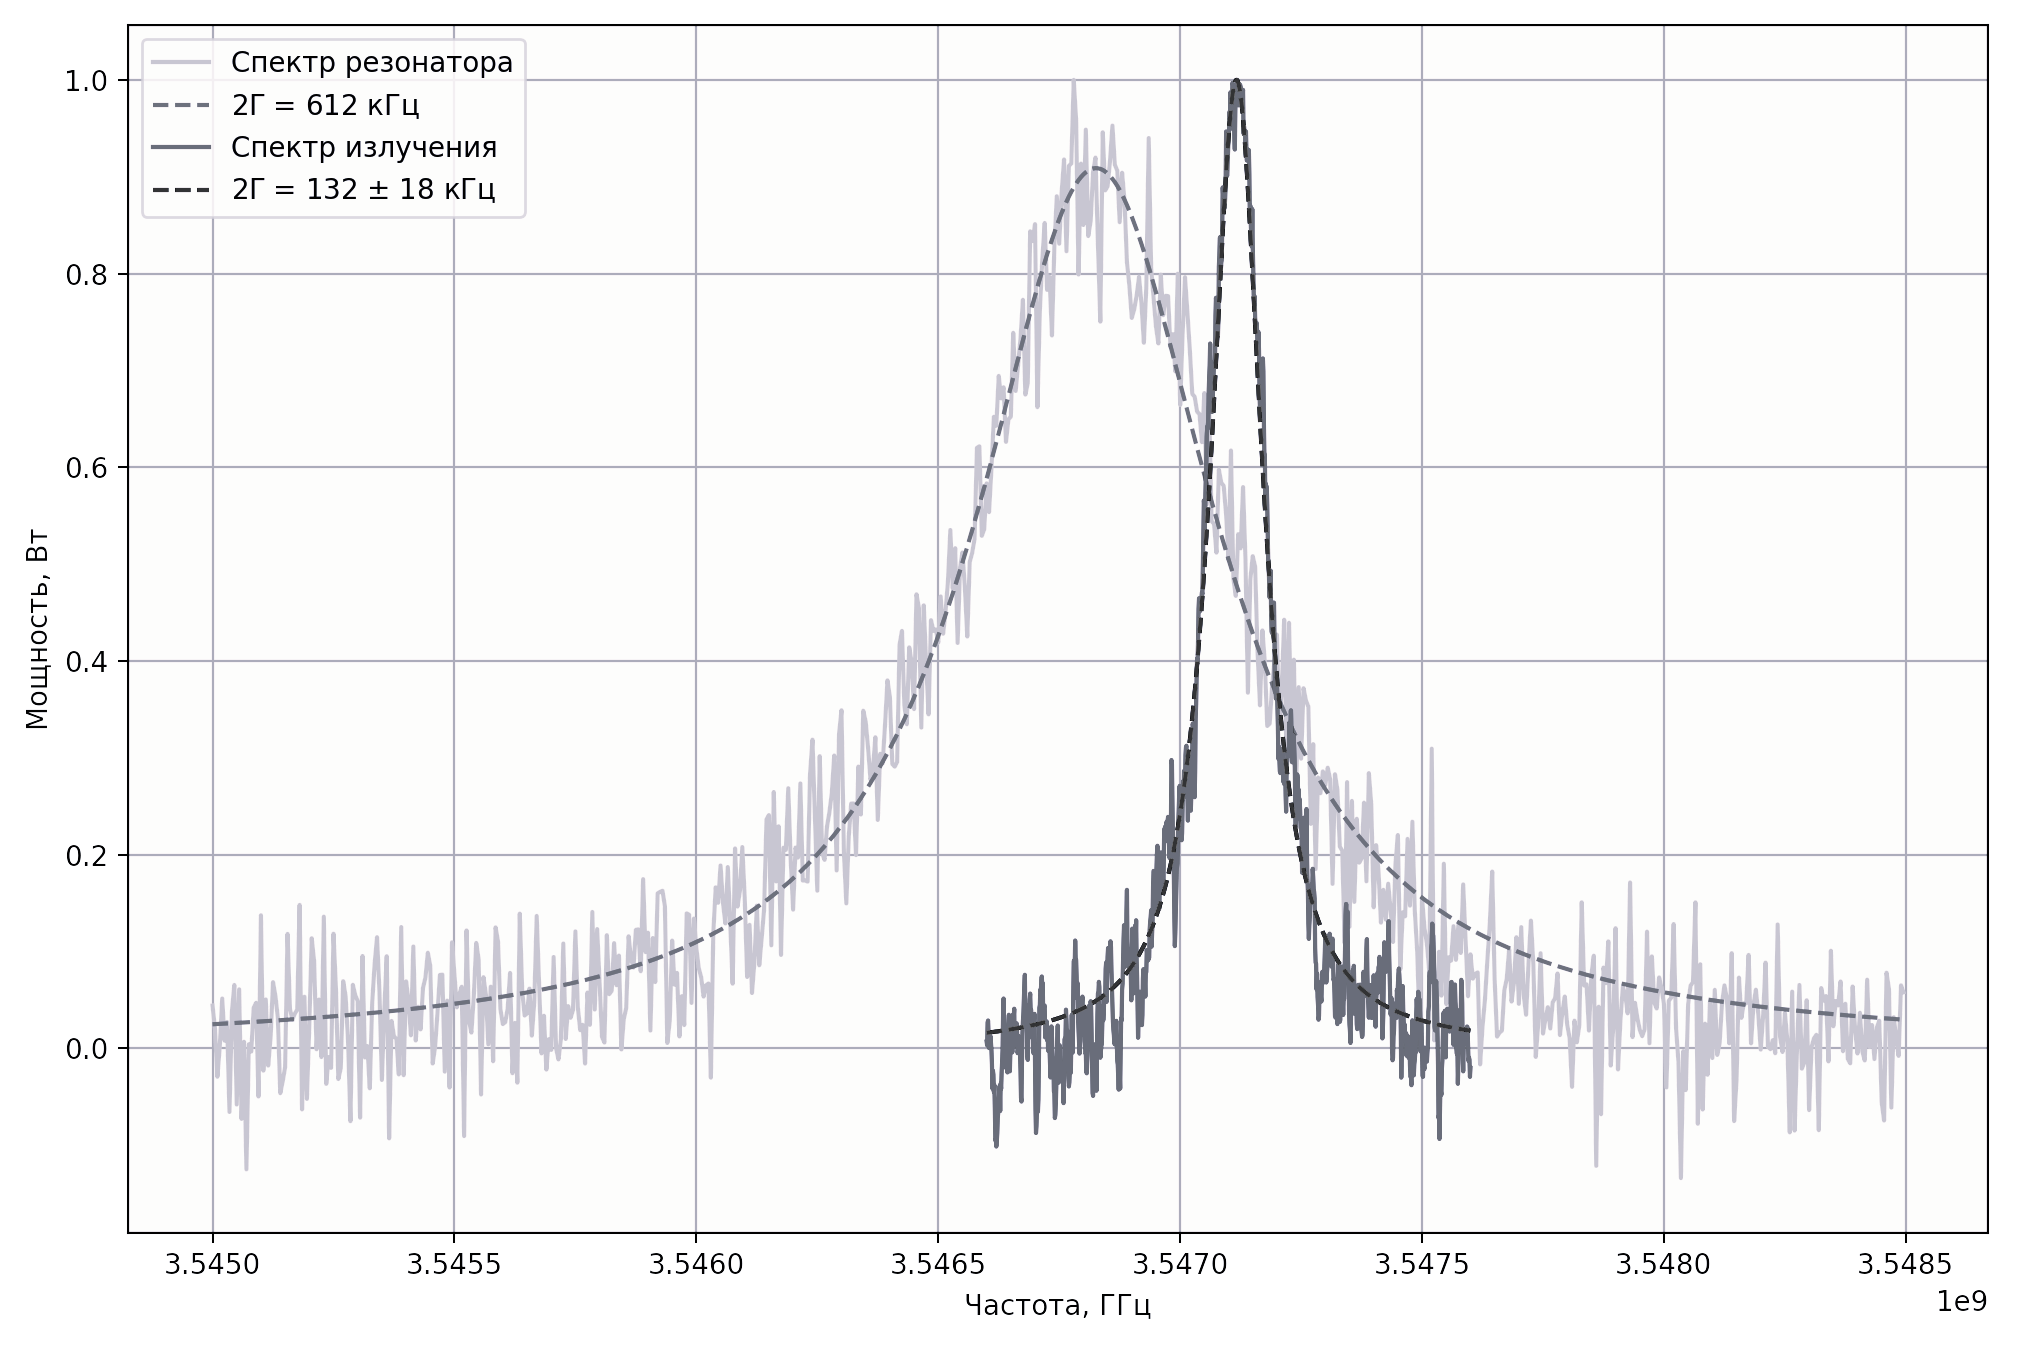 Спектр резонатора
2Г = 612 кГц
Спектр излучения
2Г = 132 ± 18 кГц
Мощность, Вт
1.0
0.8
0.6
0.4
0.2
0.0
3.5450 3.5455 3.5460 3.5465 3.5470 3.5475 3.5480 3.5485
Частота, ГГц
1e9